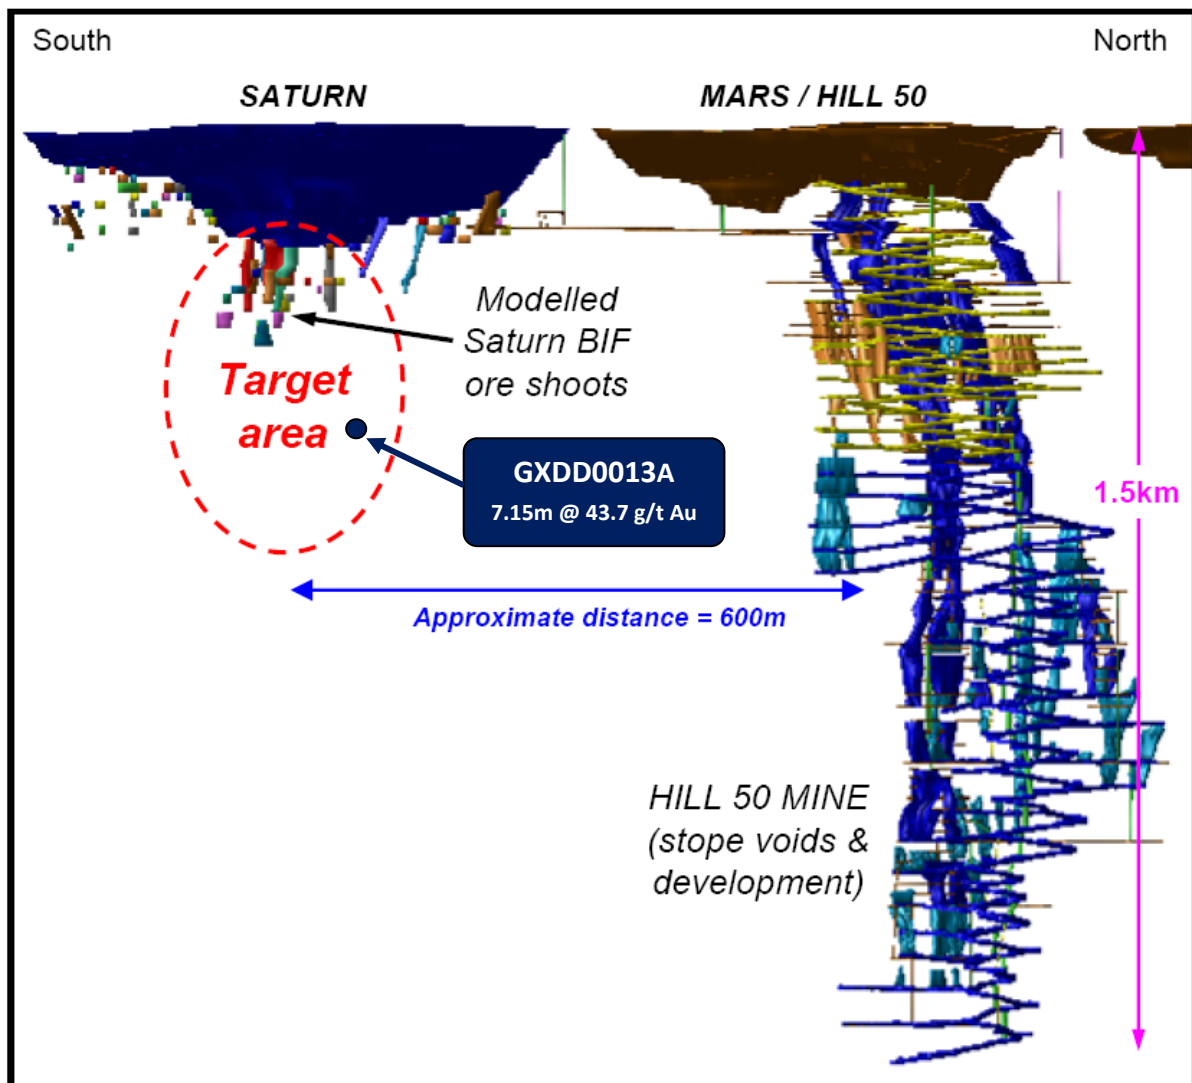 South
North
SATURN
MARS / HILL 50
Modelled
Saturn BIF
ore shoots
Target
area
GXDD0013A
7.15m @ 43.7 g/t Au
1.5km
Approximate distance = 600m
HILL 50 MINE
(stope voids &
development)